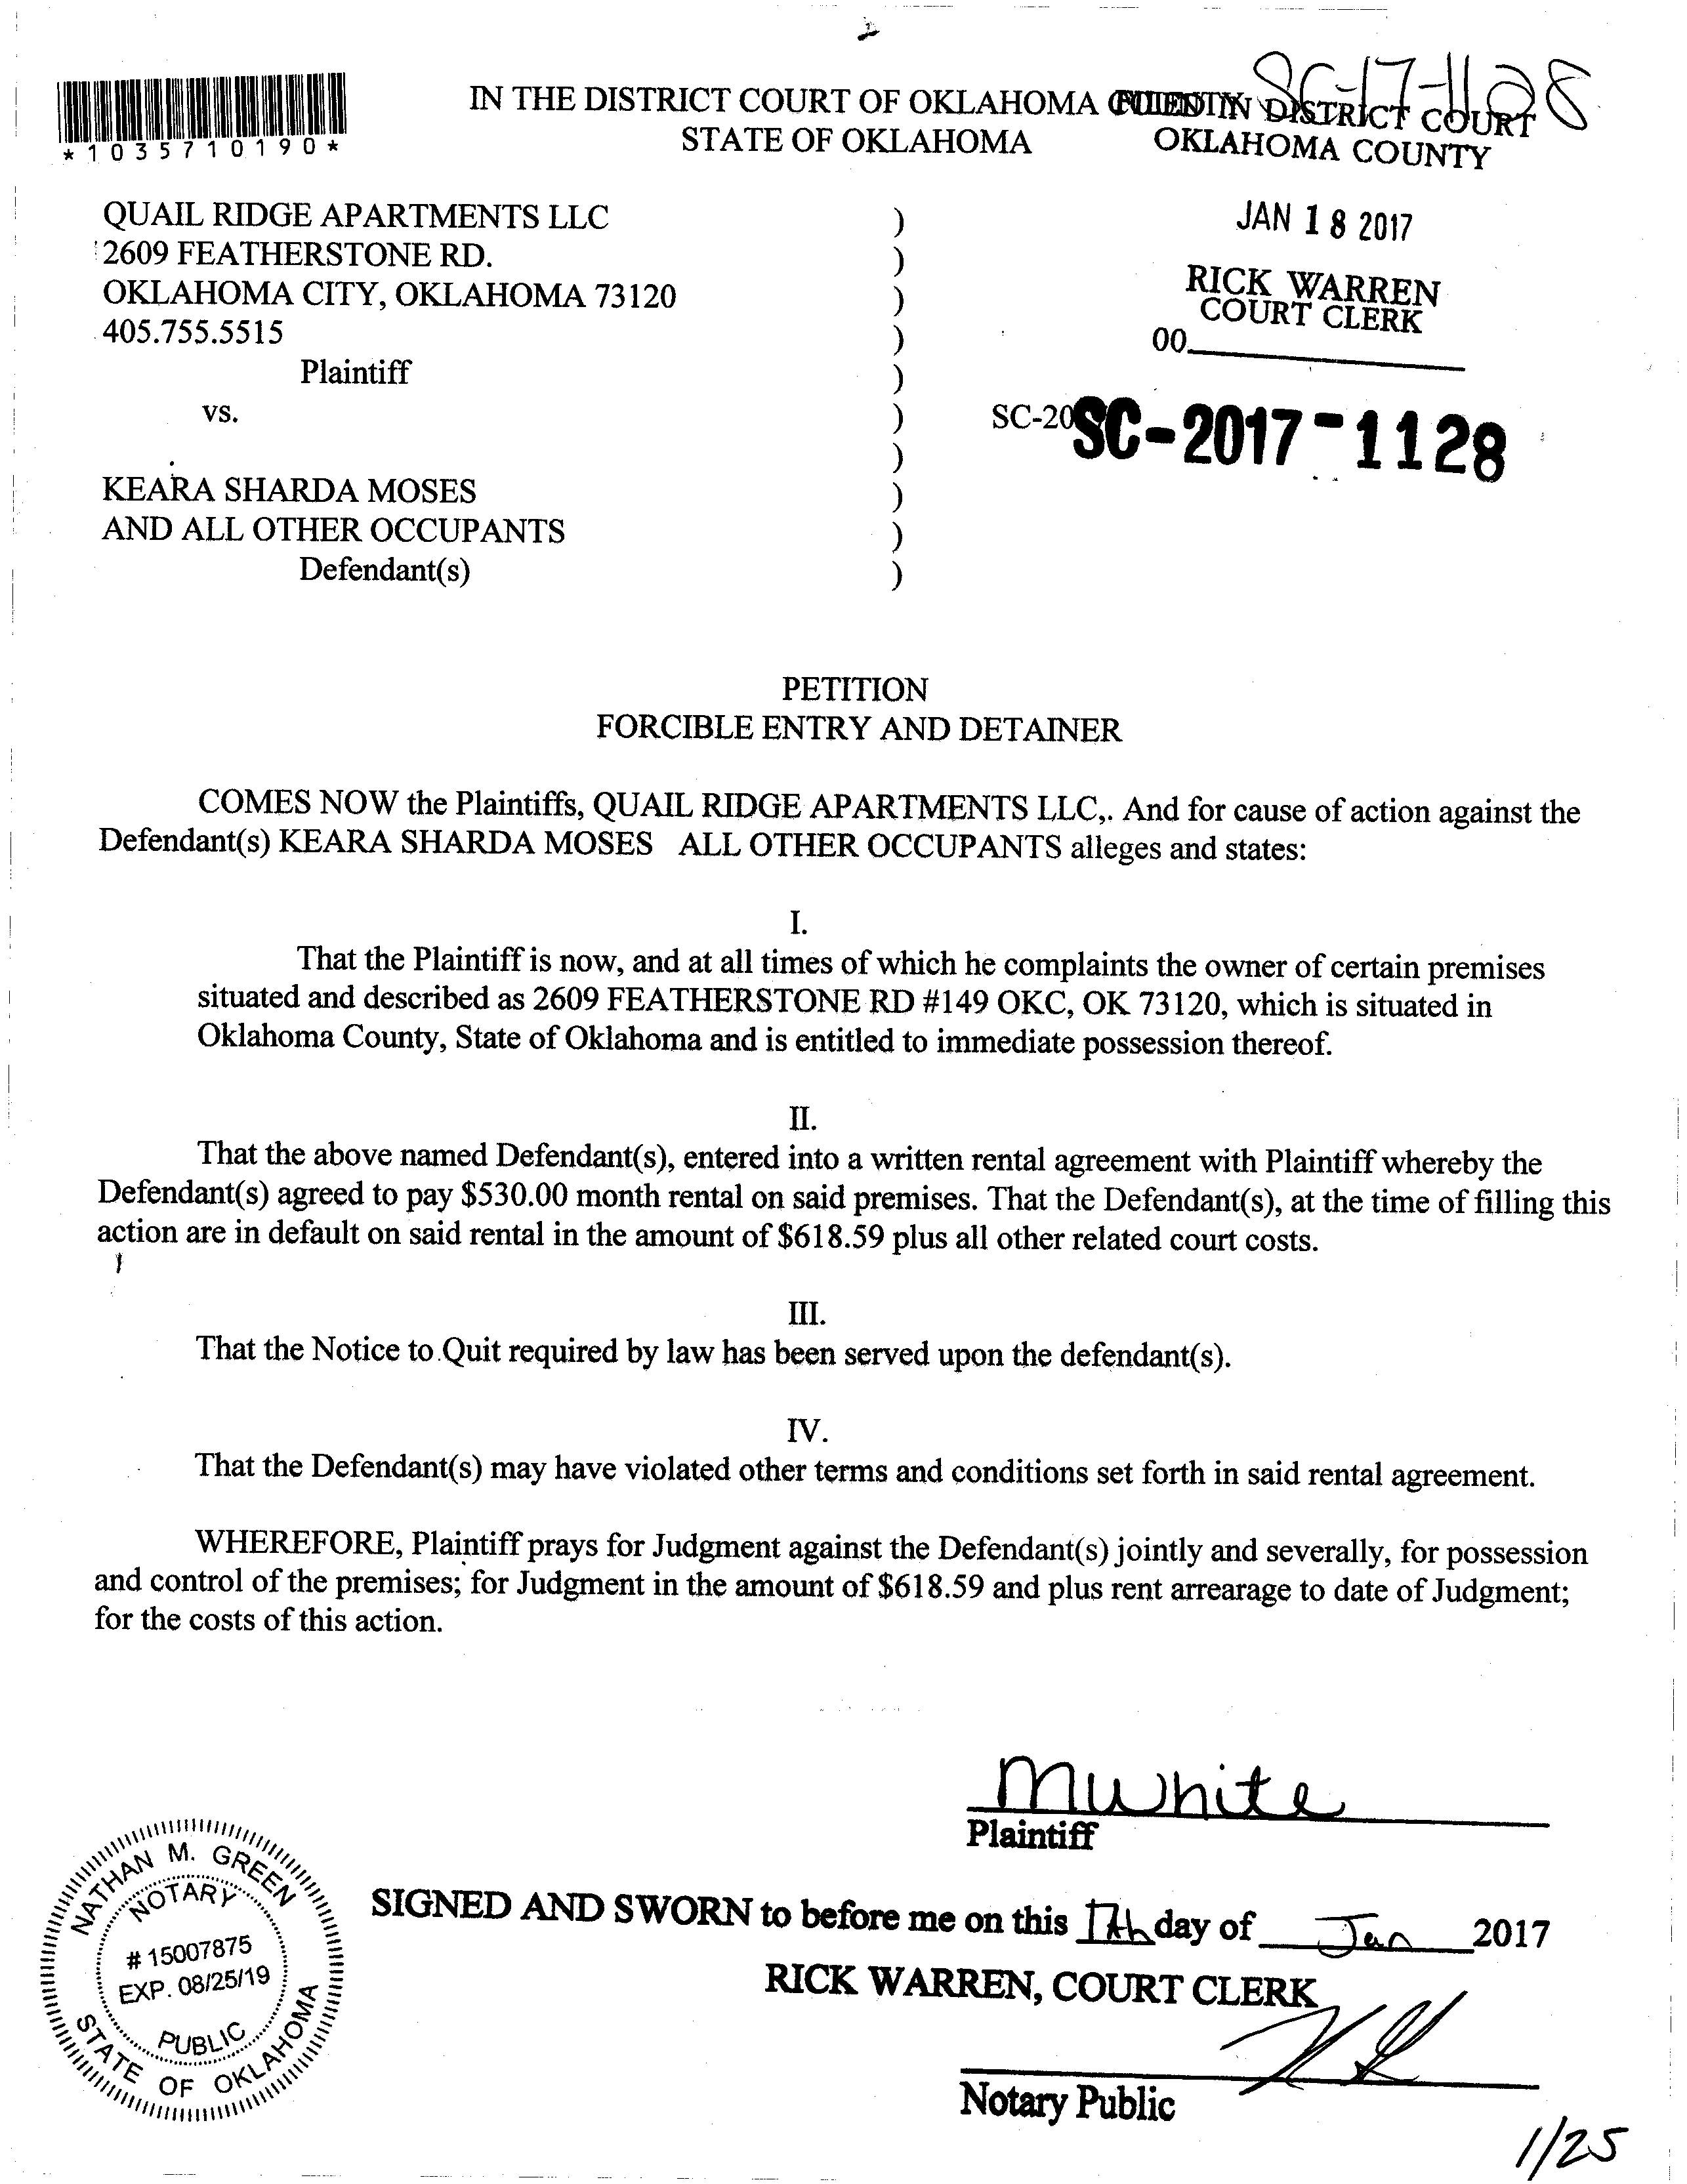 SC-17-1128
*1035710190*
IN THE DISTRICT COURT OF OKLAHOMA
STATE OF OKLAHOMA
FILED IN DISTRICT COURT
OKLAHOMA COUNTY
JAN 18 2017
RICK WARREN
COURT CLERK
00
QUAIL RIDGE APARTMENTS LLC )
2609 FEATHERSTONE RD. )
OKLAHOMA CITY, OKLAHOMA 73120 )
405.755.5515 )
Plaintiff )
vs. ) SC-20
SC-2017-1128
)
KEARA SHARDA MOSES )
AND ALL OTHER OCCUPANTS )
Defendant(s) )
PETITION
FORCIBLE ENTRY AND DETAINER
COMES NOW the Plaintiffs, QUAIL RIDGE APARTMENTS LLC,. And for cause of action against the
Defendant(s) KEARA SHARDA MOSES ALL OTHER OCCUPANTS alleges and states:
I.
That the Plaintiff is now, and at all times of which he complaints the owner of certain premises
situated and described as 2609 FEATHERSTONE RD #149 OKC, OK 73120, which is situated in
Oklahoma County, State of Oklahoma and is entitled to immediate possession thereof.
II.
That the above named Defendant(s), entered into a written rental agreement with Plaintiff whereby the
Defendant(s) agreed to pay $530.00 month rental on said premises. That the Defendant(s), at the time of filling this
action are in default on said rental in the amount of $618.59 plus all other related court costs.
III.
That the Notice to Quit required by law has been served upon the defendant(s).
IV.
That the Defendant(s) may have violated other terms and conditions set forth in said rental agreement.
WHEREFORE, Plaintiff prays for Judgment against the Defendant(s) jointly and severally, for possession
and control of the premises; for Judgment in the amount of $618.59 and plus rent arrearage to date of Judgment;
for the costs of this action.
MWhite
Plaintiff
NATHAN M. GREEN
NOTARY
# 15007875
EXP. 08/25/19
PUBLIC
STATE OF OKLAHOMA
SIGNED AND SWORN to before me on this 17th day of Jan 2017
RICK WARREN, COURT CLERK
Notary Public
1/25